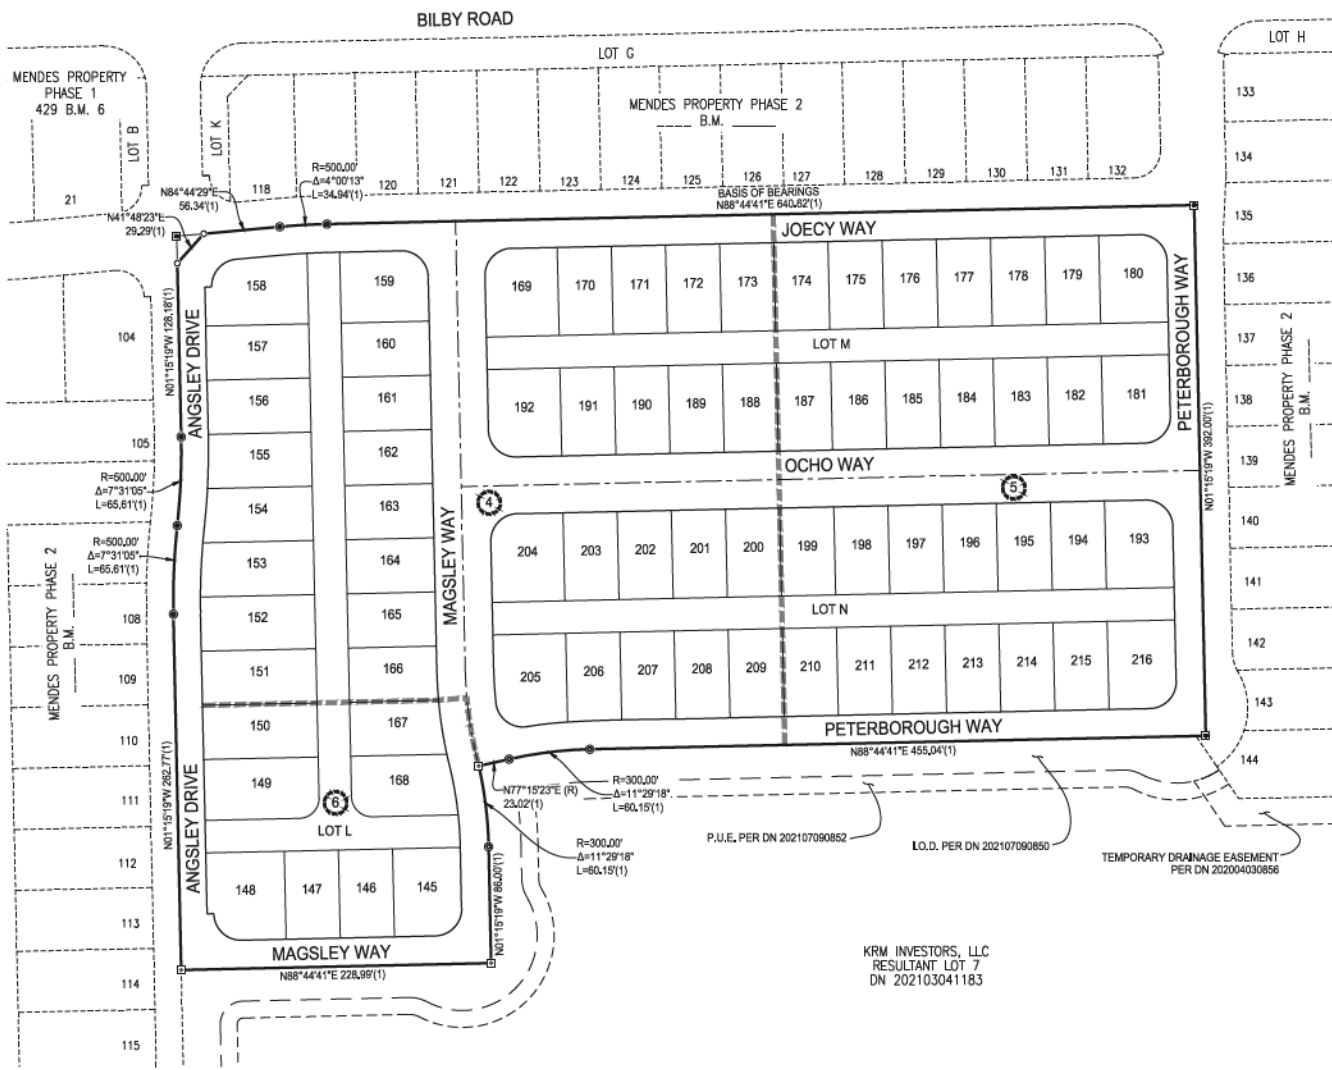 BILBY ROAD
LOT G
LOT H
MENDES PROPERTY
PHASE 1
429 B.M. 6
LOT B
LOT K
21
MENDES PROPERTY PHASE 2
B.M.
133
134
135
136
137
138
139
140
141
142
143
144
118
120
121
122
123
124
125
126
127
128
129
130
131
132
R=500.00'
Δ=4°00'13"
L=34.94'(1)
N84°44'29"E
56.34'(1)
N41°48'23"E
29.29'(1)
BASIS OF BEARINGS
N88°44'41"E 640.62'(1)
JOECY WAY
PETERBOROUGH WAY
N01°15'19"W 392.00'(1)
MENDES PROPERTY PHASE 2
B.M.
104
105
N01°15'19"W 128.18'(1)
ANGSLEY DRIVE
158
159
157
160
156
161
155
162
154
163
153
164
152
165
151
166
150
167
149
168
6
LOT L
148
147
146
145
MAGSLEY WAY
169
170
171
172
173
174
175
176
177
178
179
180
LOT M
192
191
190
189
188
187
186
185
184
183
182
181
OCHO WAY
4
5
204
203
202
201
200
199
198
197
196
195
194
193
LOT N
205
206
207
208
209
210
211
212
213
214
215
216
PETERBOROUGH WAY
N88°44'41"E 455.04'(1)
R=500.00'
Δ=7°31'05"
L=65.61'(1)
R=500.00'
Δ=7°31'05"
L=65.61'(1)
MENDES PROPERTY PHASE 2
B.M.
108
109
110
111
112
113
114
115
N01°15'19"W 262.77'(1)
ANGSLEY DRIVE
N77°15'23"E (R)
23.02'(1)
R=300.00'
Δ=11°29'18"
L=60.15'(1)
R=300.00'
Δ=11°29'18"
L=60.15'(1)
N01°15'19"W 86.00'(1)
MAGSLEY WAY
N88°44'41"E 228.99'(1)
P.U.E. PER DN 202107090852
I.O.D. PER DN 202107090850
TEMPORARY DRAINAGE EASEMENT
PER DN 202004030856
KRM INVESTORS, LLC
RESULTANT LOT 7
DN 202103041183